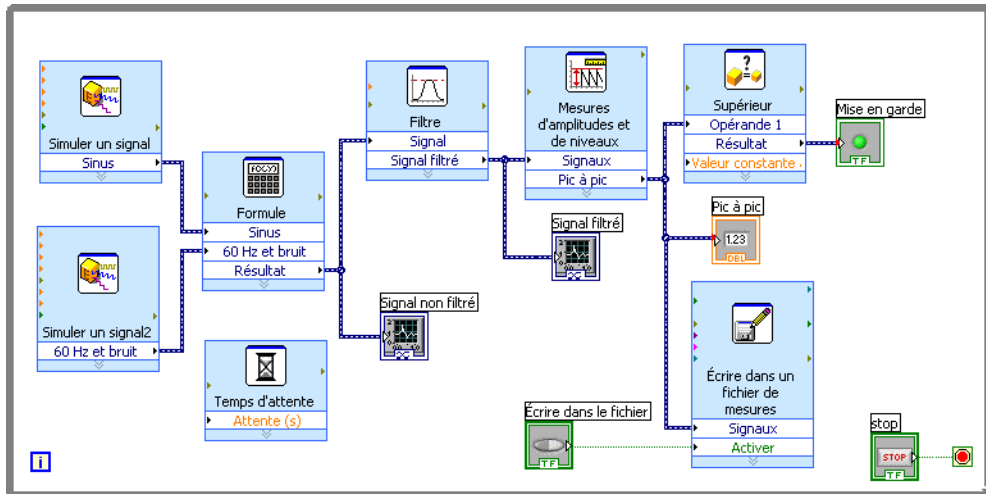 Simuler un signal
Sinus
Simuler un signal2
60 Hz et bruit
f(x,y)
Formule
Sinus
60 Hz et bruit
Résultat
Temps d'attente
Attente (s)
Filtre
Signal
Signal filtré
Signal non filtré
Mesures
d'amplitudes et
de niveaux
Signaux
Pic à pic
Signal filtré
?
Supérieur
Opérande 1
Résultat
Valeur constante
Mise en garde
TF
Pic à pic
1.23
DBL
Écrire dans un
fichier de
mesures
Signaux
Activer
Écrire dans le fichier
TF
stop
STOP
TF
i